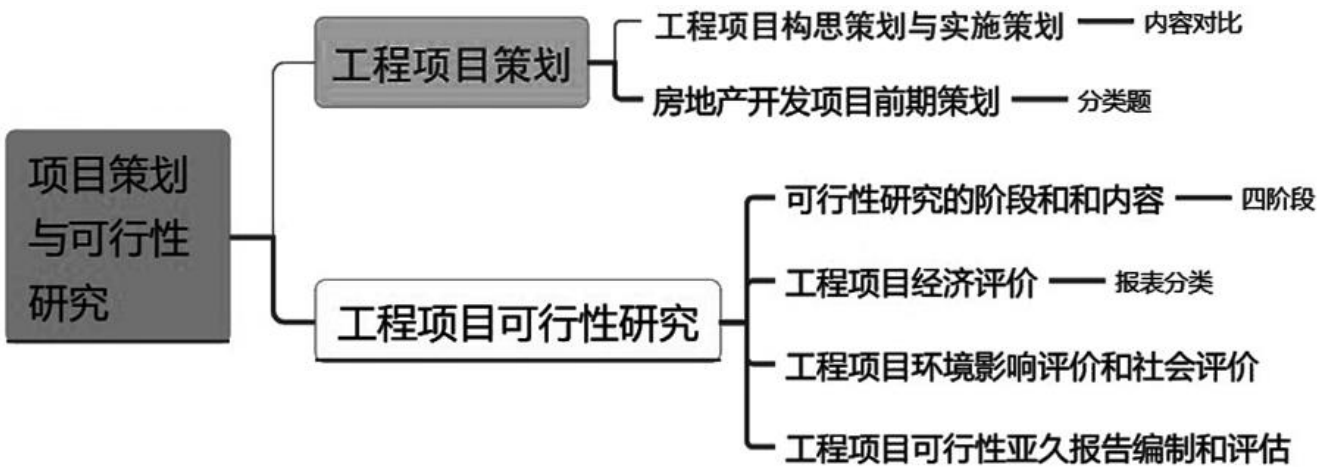 项目策划
与可行性
研究
工程项目策划
工程项目构思策划与实施策划
内容对比
房地产开发项目前期策划
分类题
工程项目可行性研究
可行性研究的阶段和和内容
四阶段
工程项目经济评价
报表分类
工程项目环境影响评价和社会评价
工程项目可行性亚久报告编制和评估